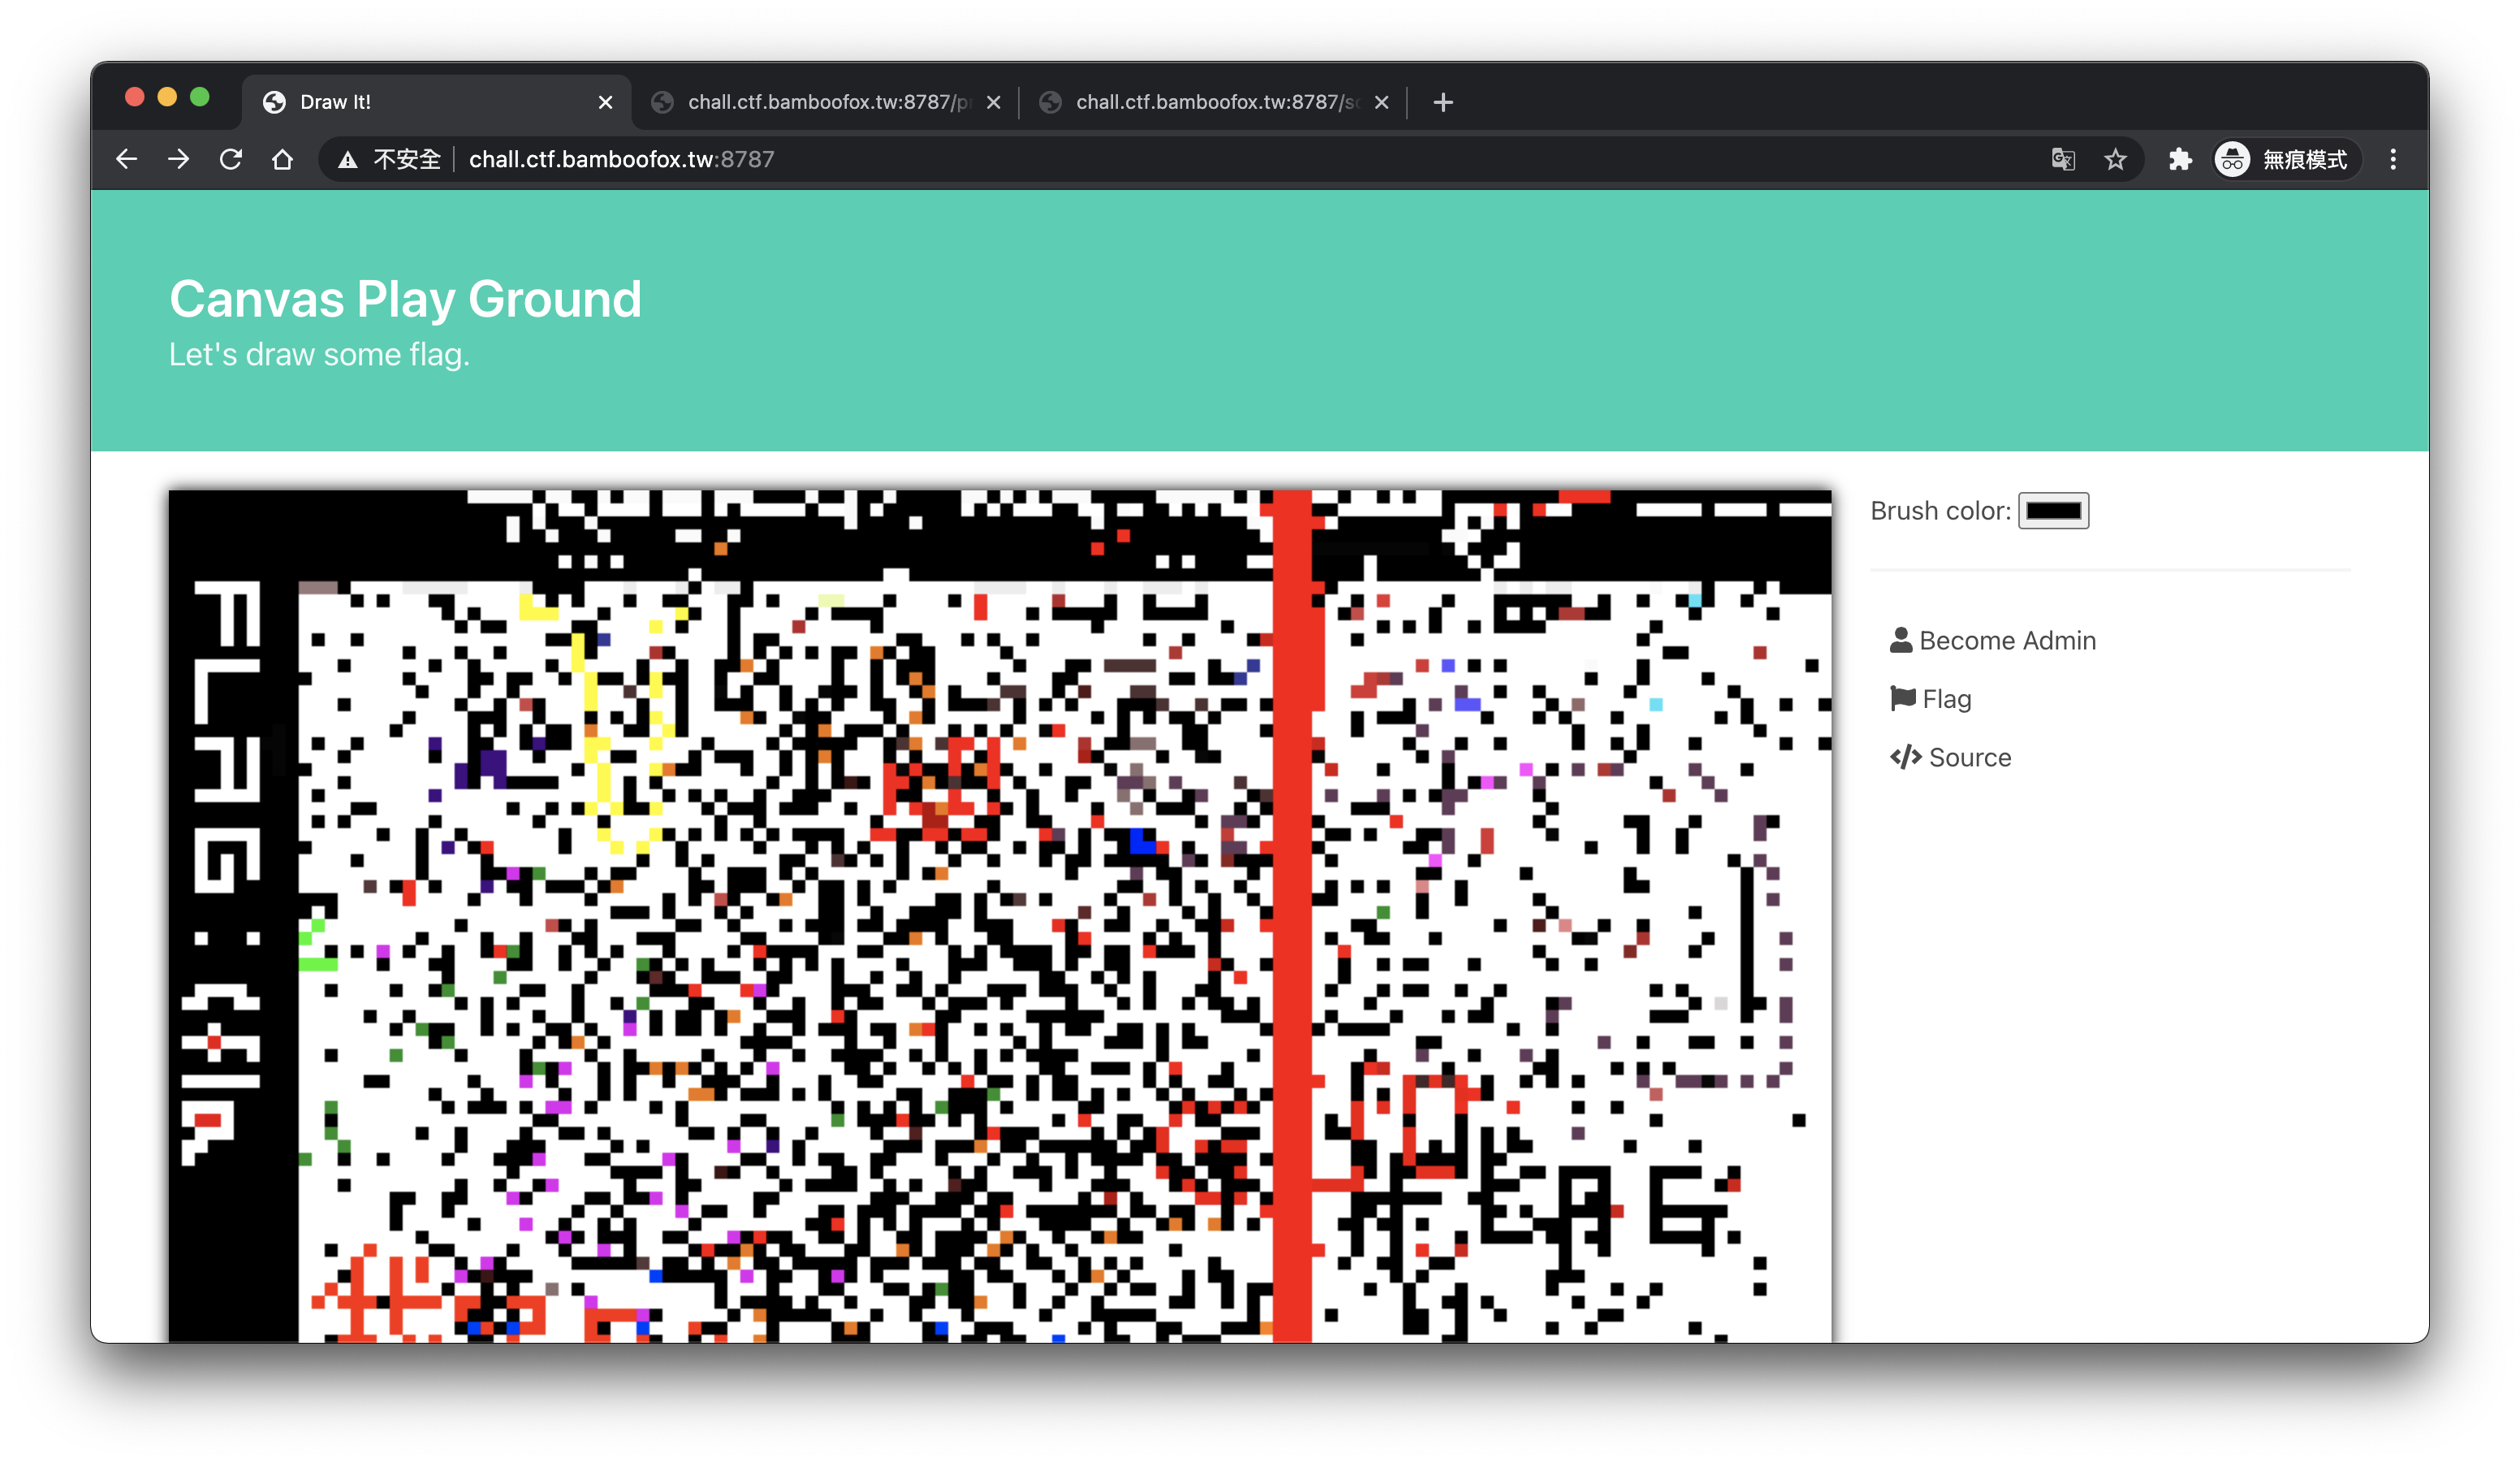 Draw It!
chall.ctf.bamboofox.tw:8787/p
chall.ctf.bamboofox.tw:8787/s
不安全
chall.ctf.bamboofox.tw:8787
無痕模式
Canvas Play Ground
Let's draw some flag.
Brush color:
Become Admin
Flag
Source
FLAG: